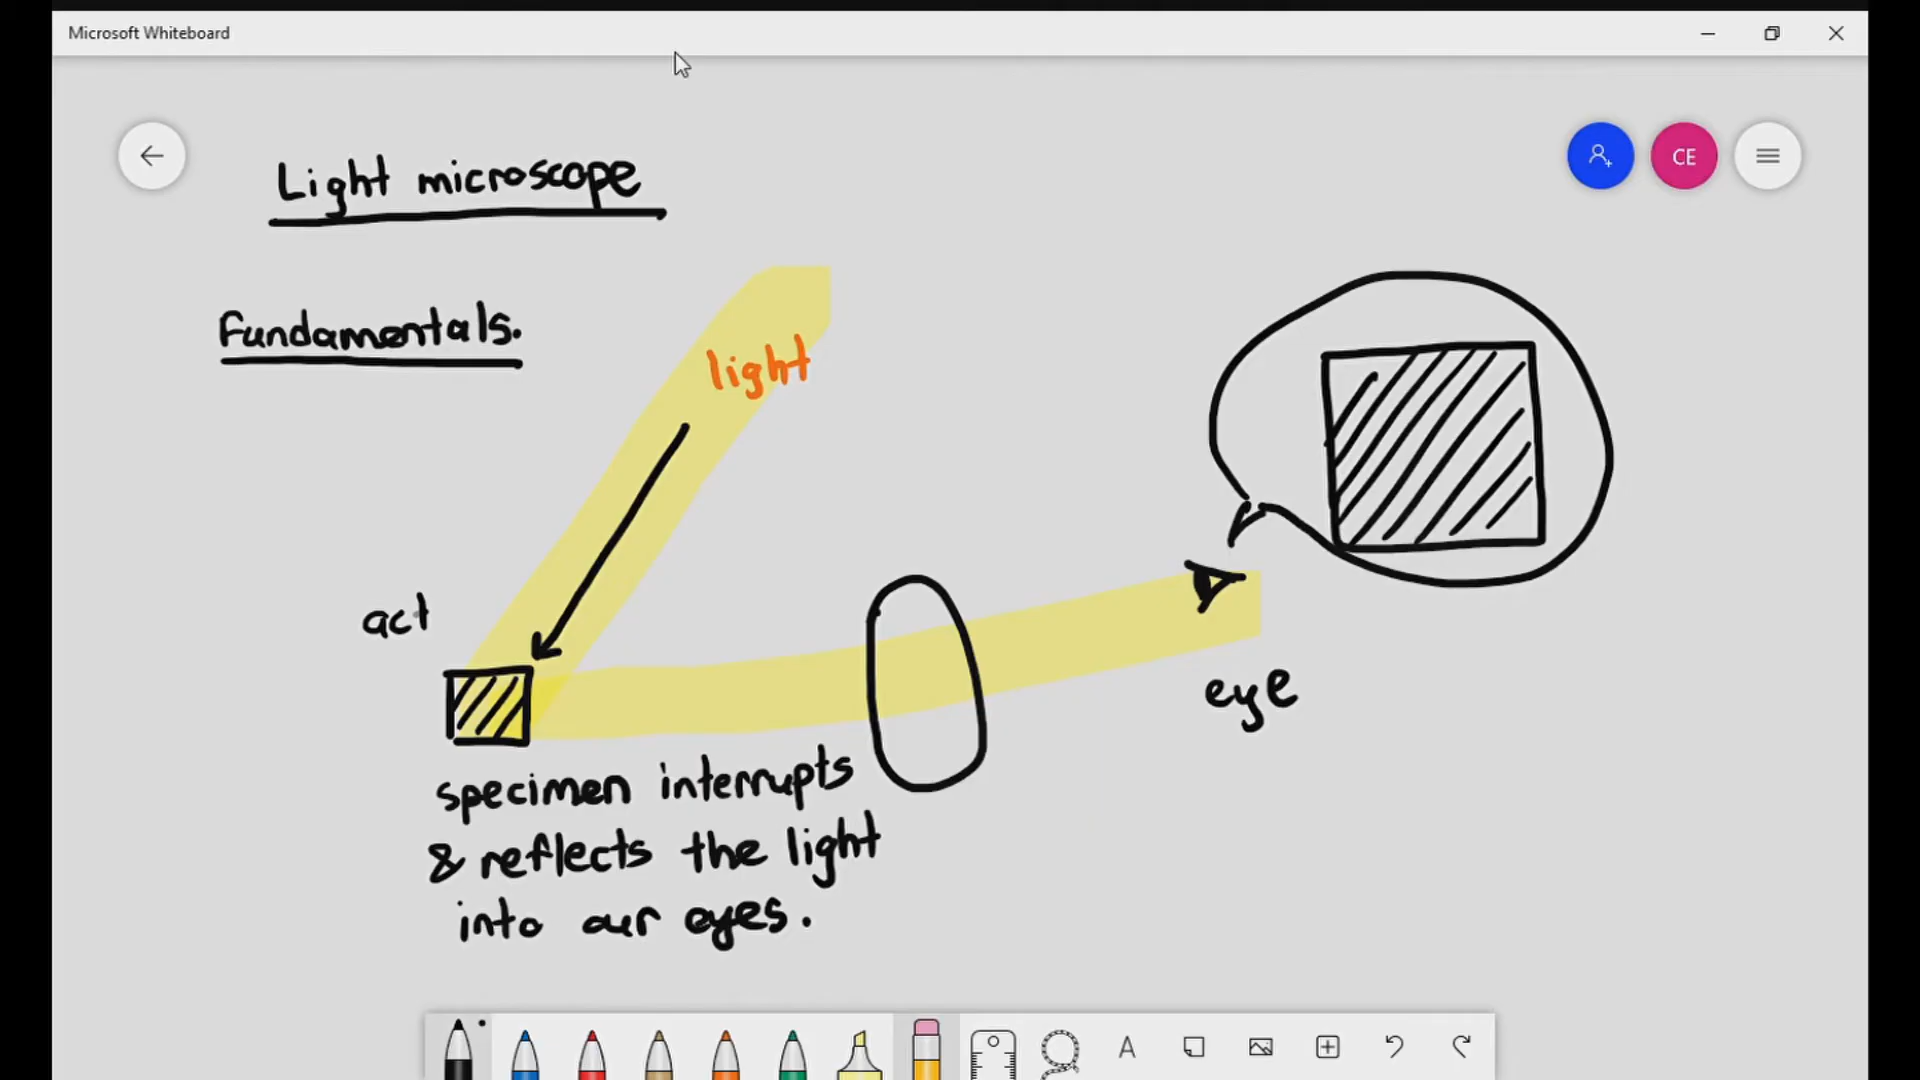 Microsoft Whiteboard
CE
Light microscope
Fundamentals.
light
act
eye
specimen interrupts
& reflects the light
into our eyes.
A